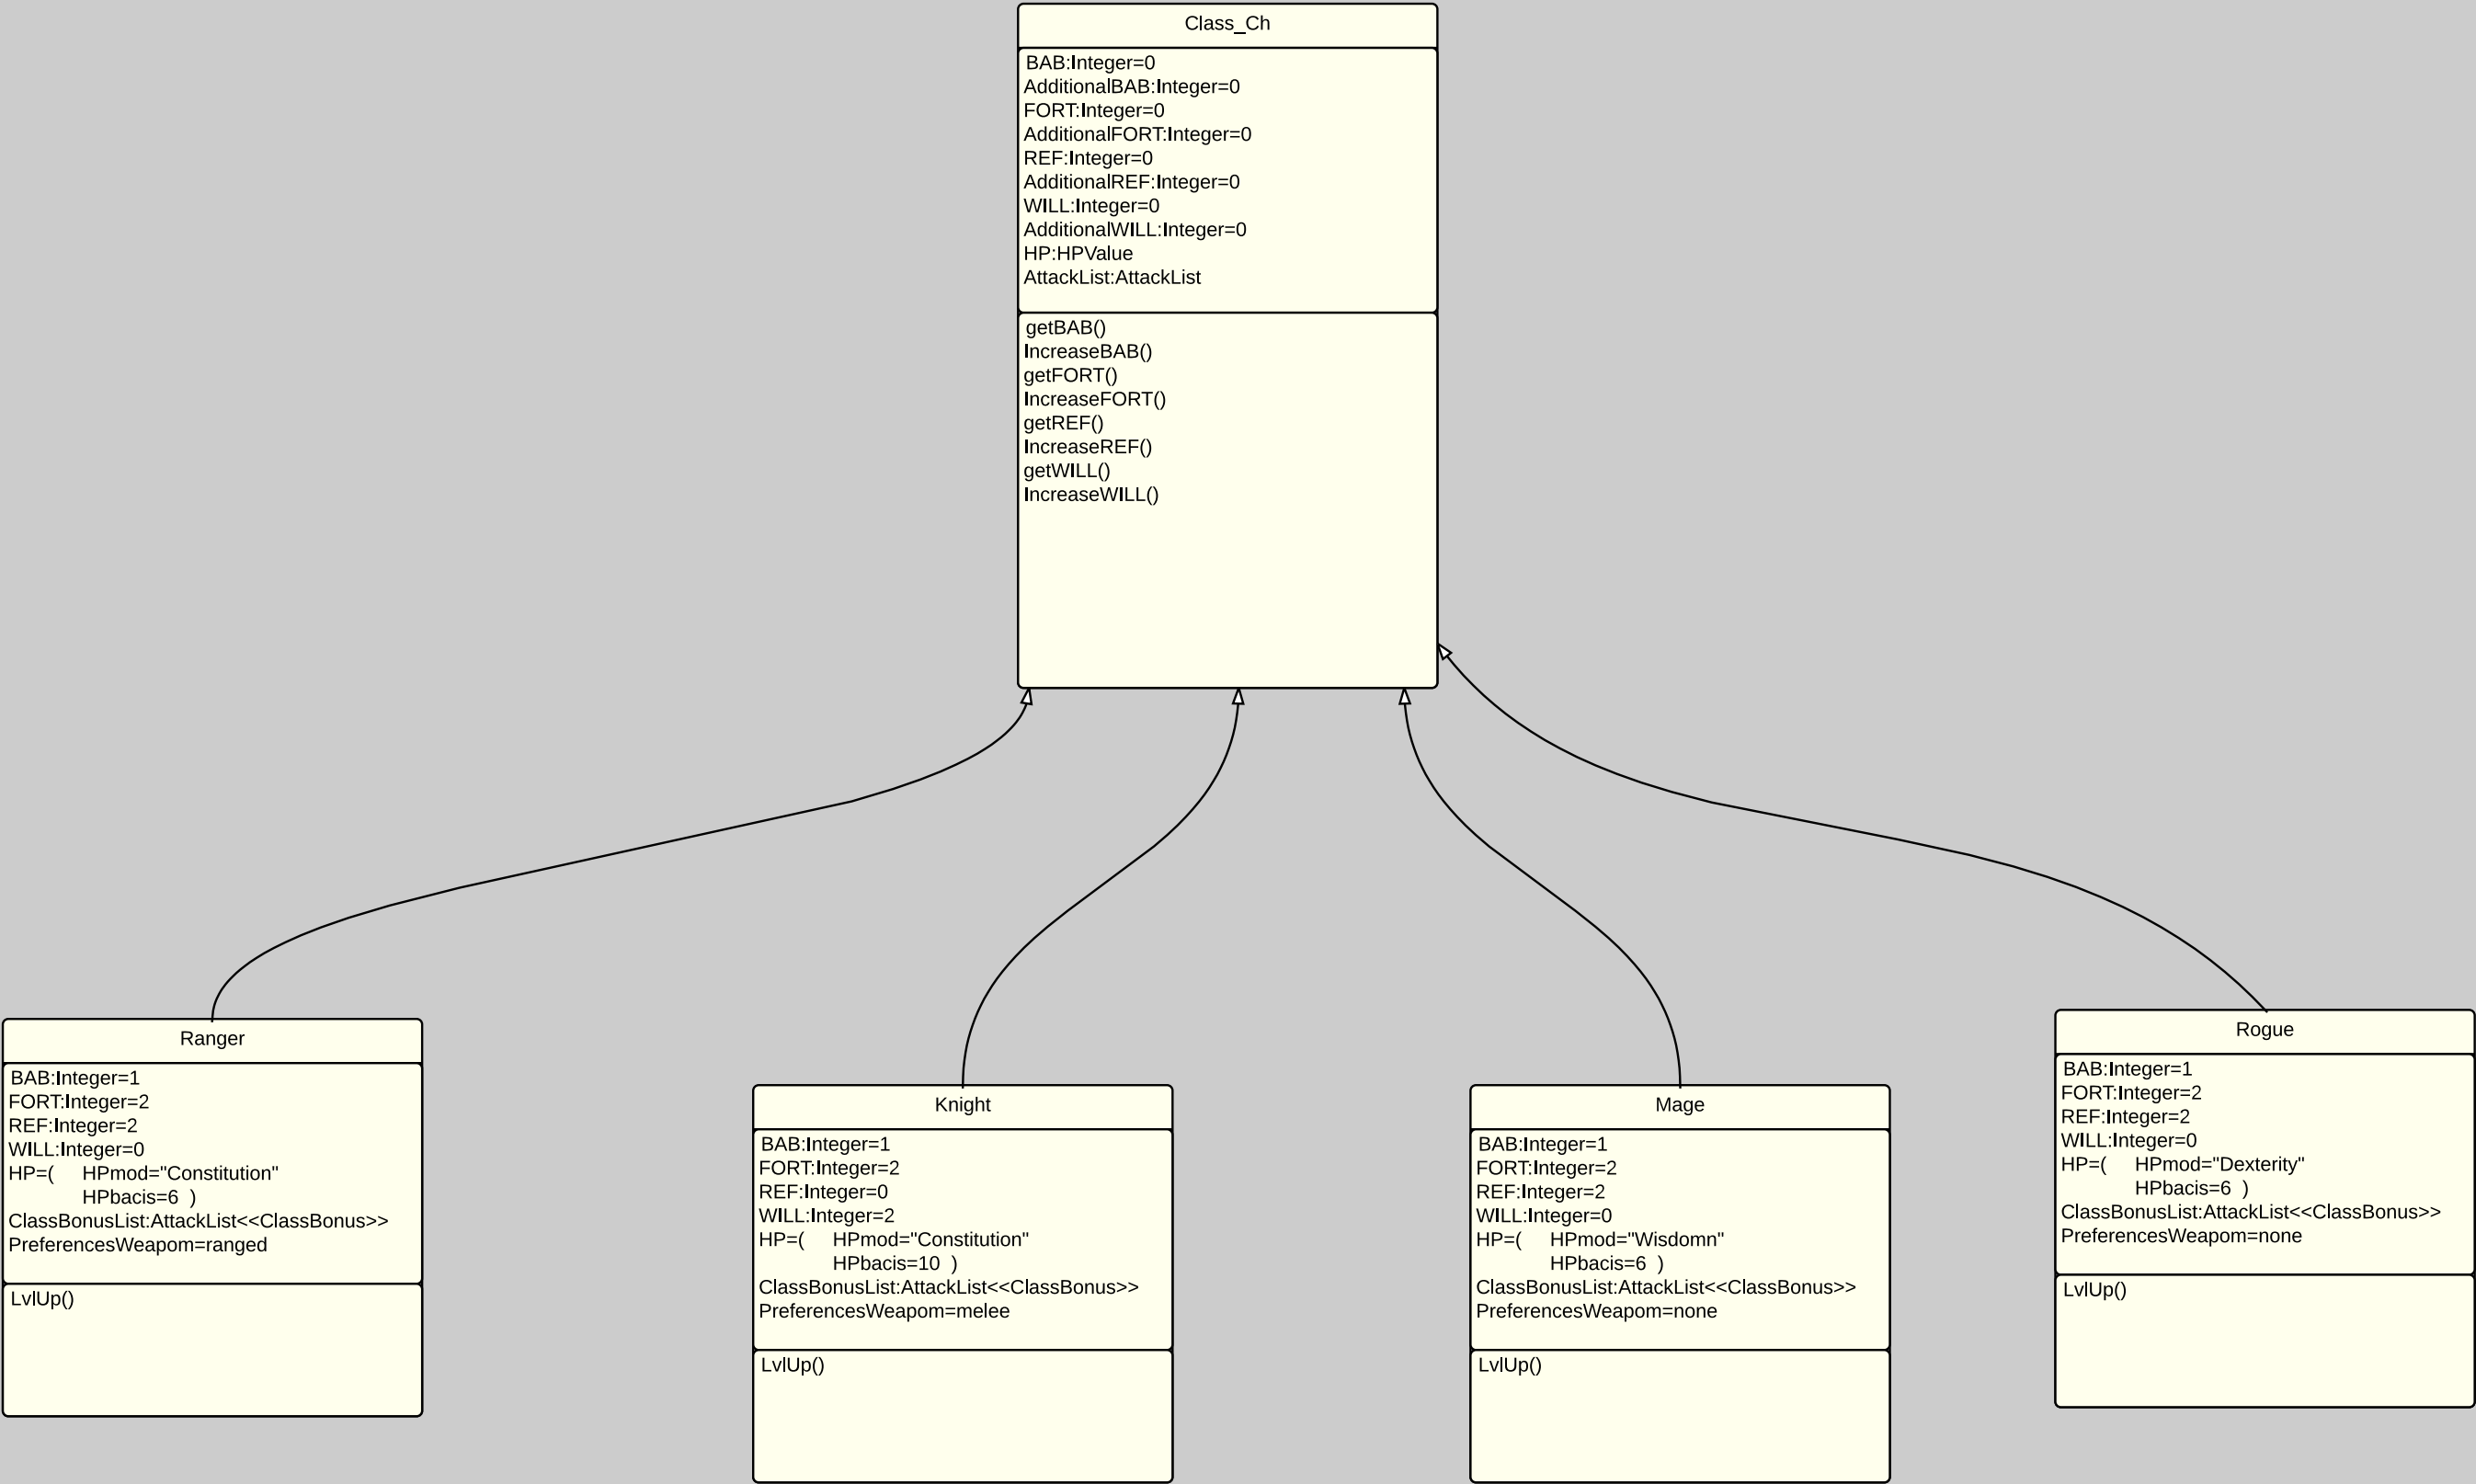 Class_Ch
BAB:Integer=0
AdditionalBAB:Integer=0
FORT:Integer=0
AdditionalFORT:Integer=0
REF:Integer=0
AdditionalREF:Integer=0
WILL:Integer=0
AdditionalWILL:Integer=0
HP:HPValue
AttackList:AttackList
getBAB()
IncreaseBAB()
getFORT()
IncreaseFORT()
getREF()
IncreaseREF()
getWILL()
IncreaseWILL()
Ranger
BAB:Integer=1
FORT:Integer=2
REF:Integer=2
WILL:Integer=0
HP=( HPmod="Constitution"
HPbacis=6 )
ClassBonusList:AttackList<<ClassBonus>>
PreferencesWeapom=ranged
LvlUp()
Knight
BAB:Integer=1
FORT:Integer=2
REF:Integer=0
WILL:Integer=2
HP=( HPmod="Constitution"
HPbacis=10 )
ClassBonusList:AttackList<<ClassBonus>>
PreferencesWeapom=melee
LvlUp()
Mage
BAB:Integer=1
FORT:Integer=2
REF:Integer=2
WILL:Integer=0
HP=( HPmod="Wisdomn"
HPbacis=6 )
ClassBonusList:AttackList<<ClassBonus>>
PreferencesWeapom=none
LvlUp()
Rogue
BAB:Integer=1
FORT:Integer=2
REF:Integer=2
WILL:Integer=0
HP=( HPmod="Dexterity"
HPbacis=6 )
ClassBonusList:AttackList<<ClassBonus>>
PreferencesWeapom=none
LvlUp()